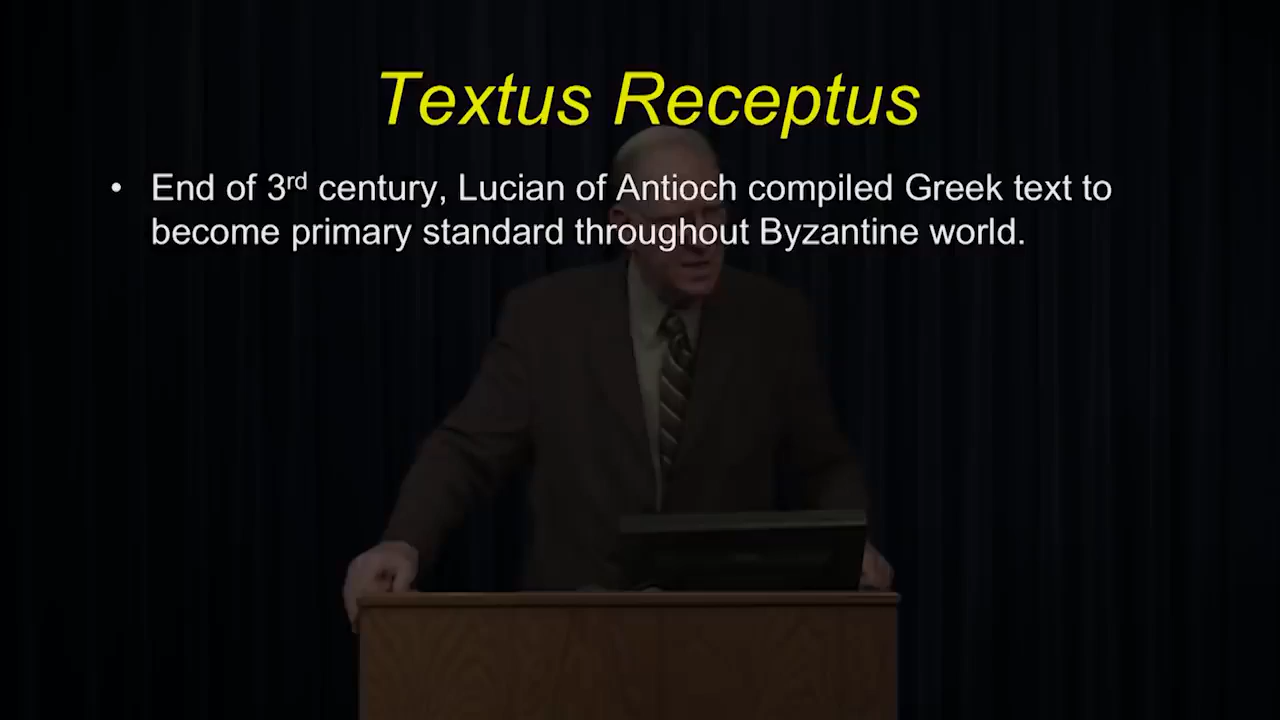 Textus Receptus
• End of 3rd century, Lucian of Antioch compiled Greek text to
become primary standard throughout Byzantine world.